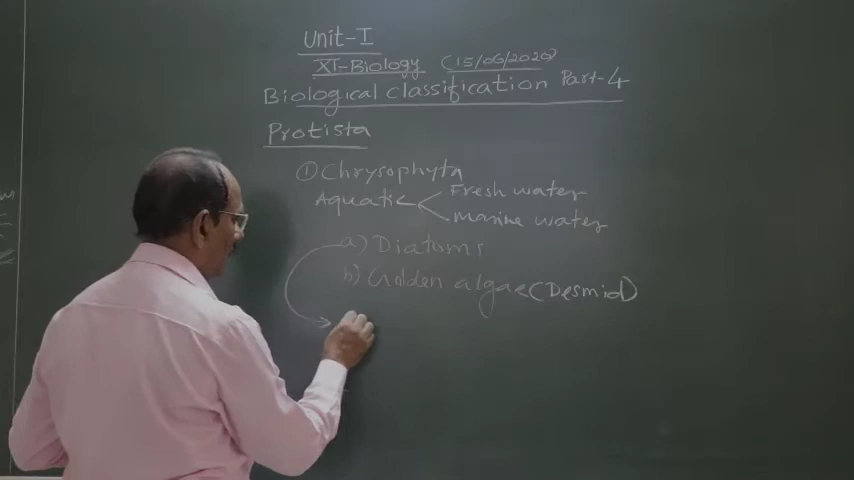 Unit-I
XI-Biology (15/06/2020)
Biological classification Part-4
Protista
① Chrysophyta
Aquatic < Fresh water
Marine water
a) Diatoms
b) Golden algae (Desmid)